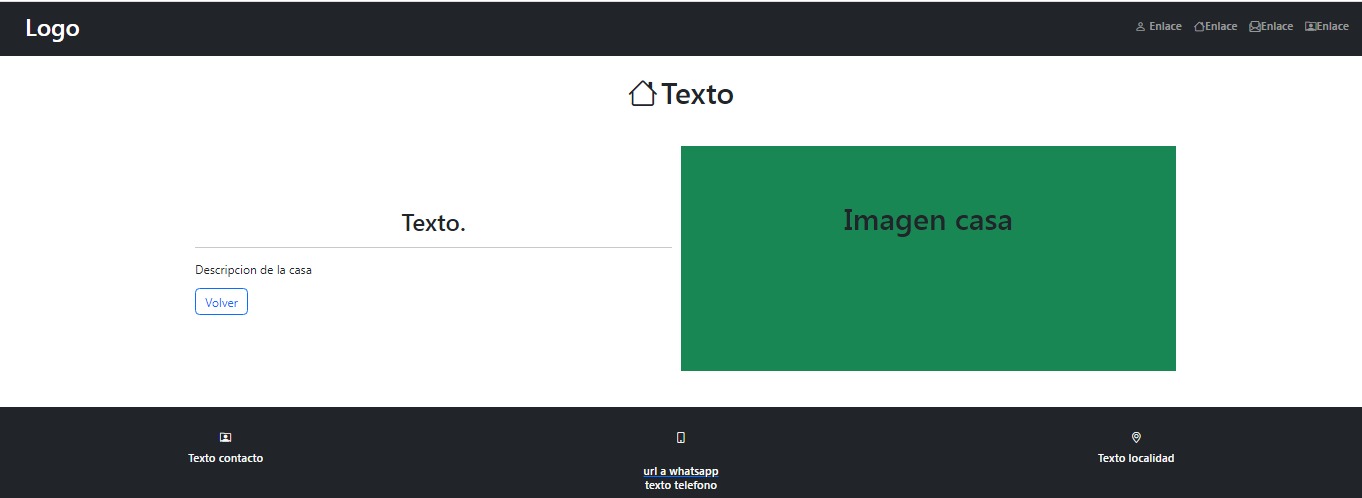 Logo
Enlace Enlace Enlace Enlace
Texto
Texto.
Descripcion de la casa
Volver
Imagen casa
Texto contacto
url a whatsapp
texto telefono
Texto localidad